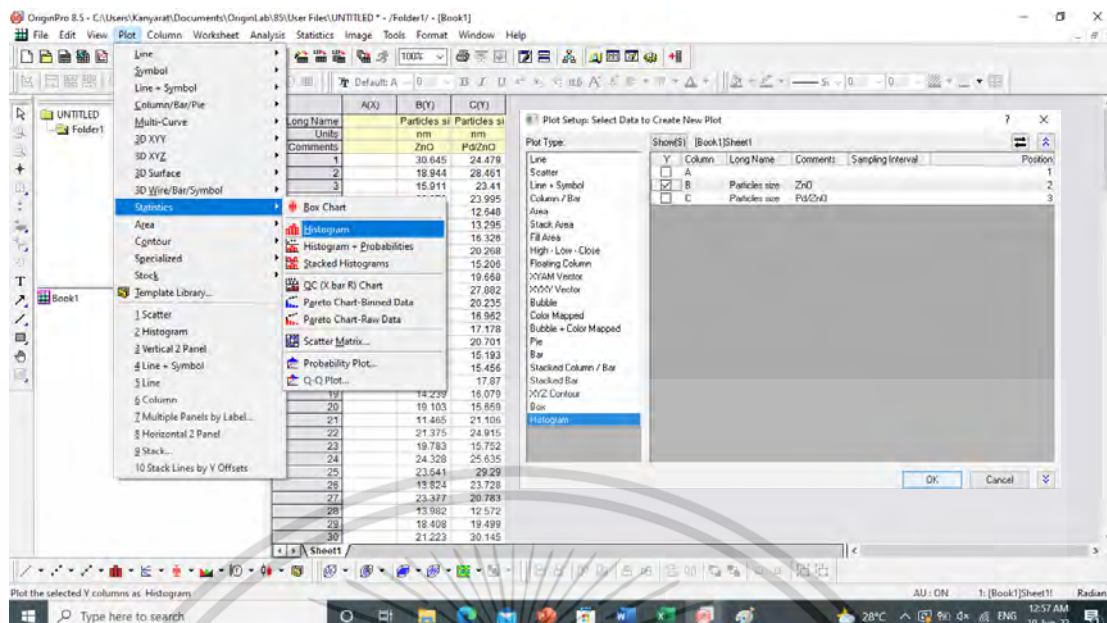 OriginPro 8.5 - C:\Users\Kanyarat\Documents\OriginLab\85\User Files\UNTITLED * - /Folder1/ - [Book1]
File Edit View Plot Column Worksheet Analysis Statistics Image Tools Format Window Help
Line
Symbol
Line + Symbol
Column/Bar/Pie
Multi-Curve
3D XYY
3D XYZ
3D Surface
3D Wire/Bar/Symbol
Statistics
Area
Contour
Specialized
Stock
Template Library...
1 Scatter
2 Histogram
3 Vertical 2 Panel
4 Line + Symbol
5 Line
6 Column
7 Multiple Panels by Label...
8 Horizontal 2 Panel
9 Stack...
10 Stack Lines by Y Offsets
Box Chart
Histogram
Histogram + Probabilities
Stacked Histograms
QC (X bar R) Chart
Pareto Chart-Binned Data
Pareto Chart-Raw Data
Scatter Matrix...
Probability Plot...
Q-Q Plot...
UNTITLED
Folder1
Book1
100%
Default: A 0 B I U
A(X) B(Y) C(Y)
Long Name Particles si Particles si
Units nm nm
Comments ZnO Pd/ZnO
1 30.645 24.479
2 18.944 28.461
3 15.911 23.41
23.995
12.648
13.295
16.326
20.268
15.206
19.668
27.882
20.235
16.962
17.178
20.701
15.193
15.456
17.87
19 14.239 16.079
20 19.103 15.659
21 11.465 21.106
22 21.375 24.915
23 19.783 15.752
24 24.328 25.635
25 23.641 29.29
26 13.824 23.728
27 23.377 20.783
28 13.982 12.572
29 18.408 19.499
30 21.223 30.145
Sheet1
Plot Setup: Select Data to Create New Plot
Plot Type: Show(S) [Book1]Sheet1
Y Column Long Name Comments Sampling Interval Position
A 1
B Particles size ZnO 2
C Particles size Pd/ZnO 3
Line
Scatter
Line + Symbol
Column / Bar
Area
Stack Area
Fill Area
High - Low - Close
Floating Column
XYAM Vector
XYXY Vector
Bubble
Color Mapped
Bubble + Color Mapped
Pie
Bar
Stacked Column / Bar
Stacked Bar
XYZ Contour
Box
Histogram
OK Cancel
Plot the selected Y columns as Histogram AU : ON 1: [Book1]Sheet1! Radian
Type here to search 28°C ENG 12:57 AM